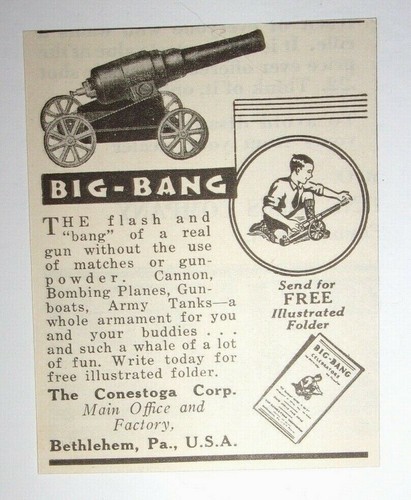 BIG-BANG
THE flash and
"bang" of a real
gun without the use
of matches or gun-
powder. Cannon,
Bombing Planes, Gun-
boats, Army Tanks—a
whole armament for you
and your buddies . . .
and such a whale of a lot
of fun. Write today for
free illustrated folder.
The Conestoga Corp.
Main Office and
Factory,
Bethlehem, Pa., U.S.A.
Send for
FREE
Illustrated
Folder
BIG-BANG
CELEBRATORS